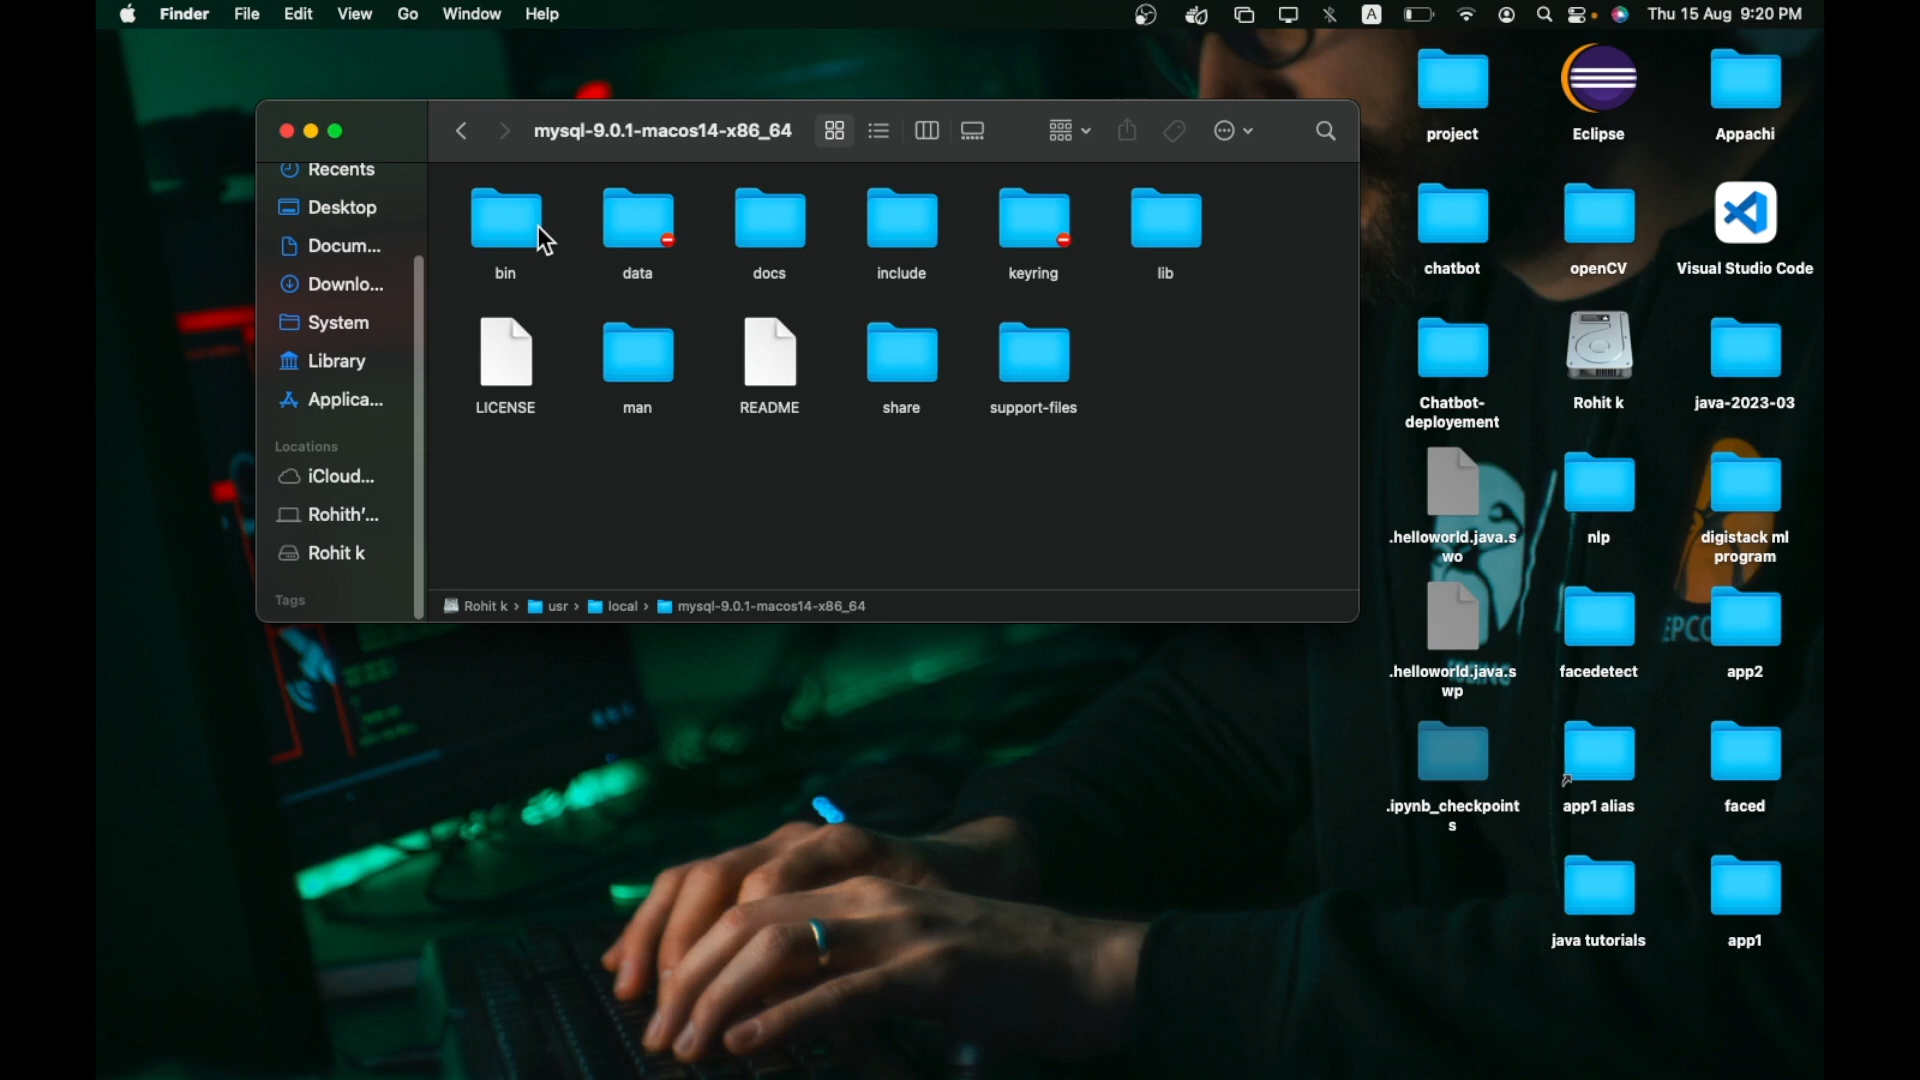 Finder File Edit View Go Window Help
A
Thu 15 Aug 9:20 PM
mysql-9.0.1-macos14-x86_64
Recents
Desktop
Docum...
Downlo...
System
Library
Applica...
Locations
iCloud...
Rohith'...
Rohit k
Tags
bin
data
docs
include
keyring
lib
LICENSE
man
README
share
support-files
Rohit k › usr › local › mysql-9.0.1-macos14-x86_64
project
Eclipse
Appachi
chatbot
openCV
Visual Studio Code
Chatbot-
deployement
Rohit k
java-2023-03
.helloworld.java.s
wo
nlp
digistack ml
program
.helloworld.java.s
wp
facedetect
app2
.ipynb_checkpoint
s
app1 alias
faced
java tutorials
app1